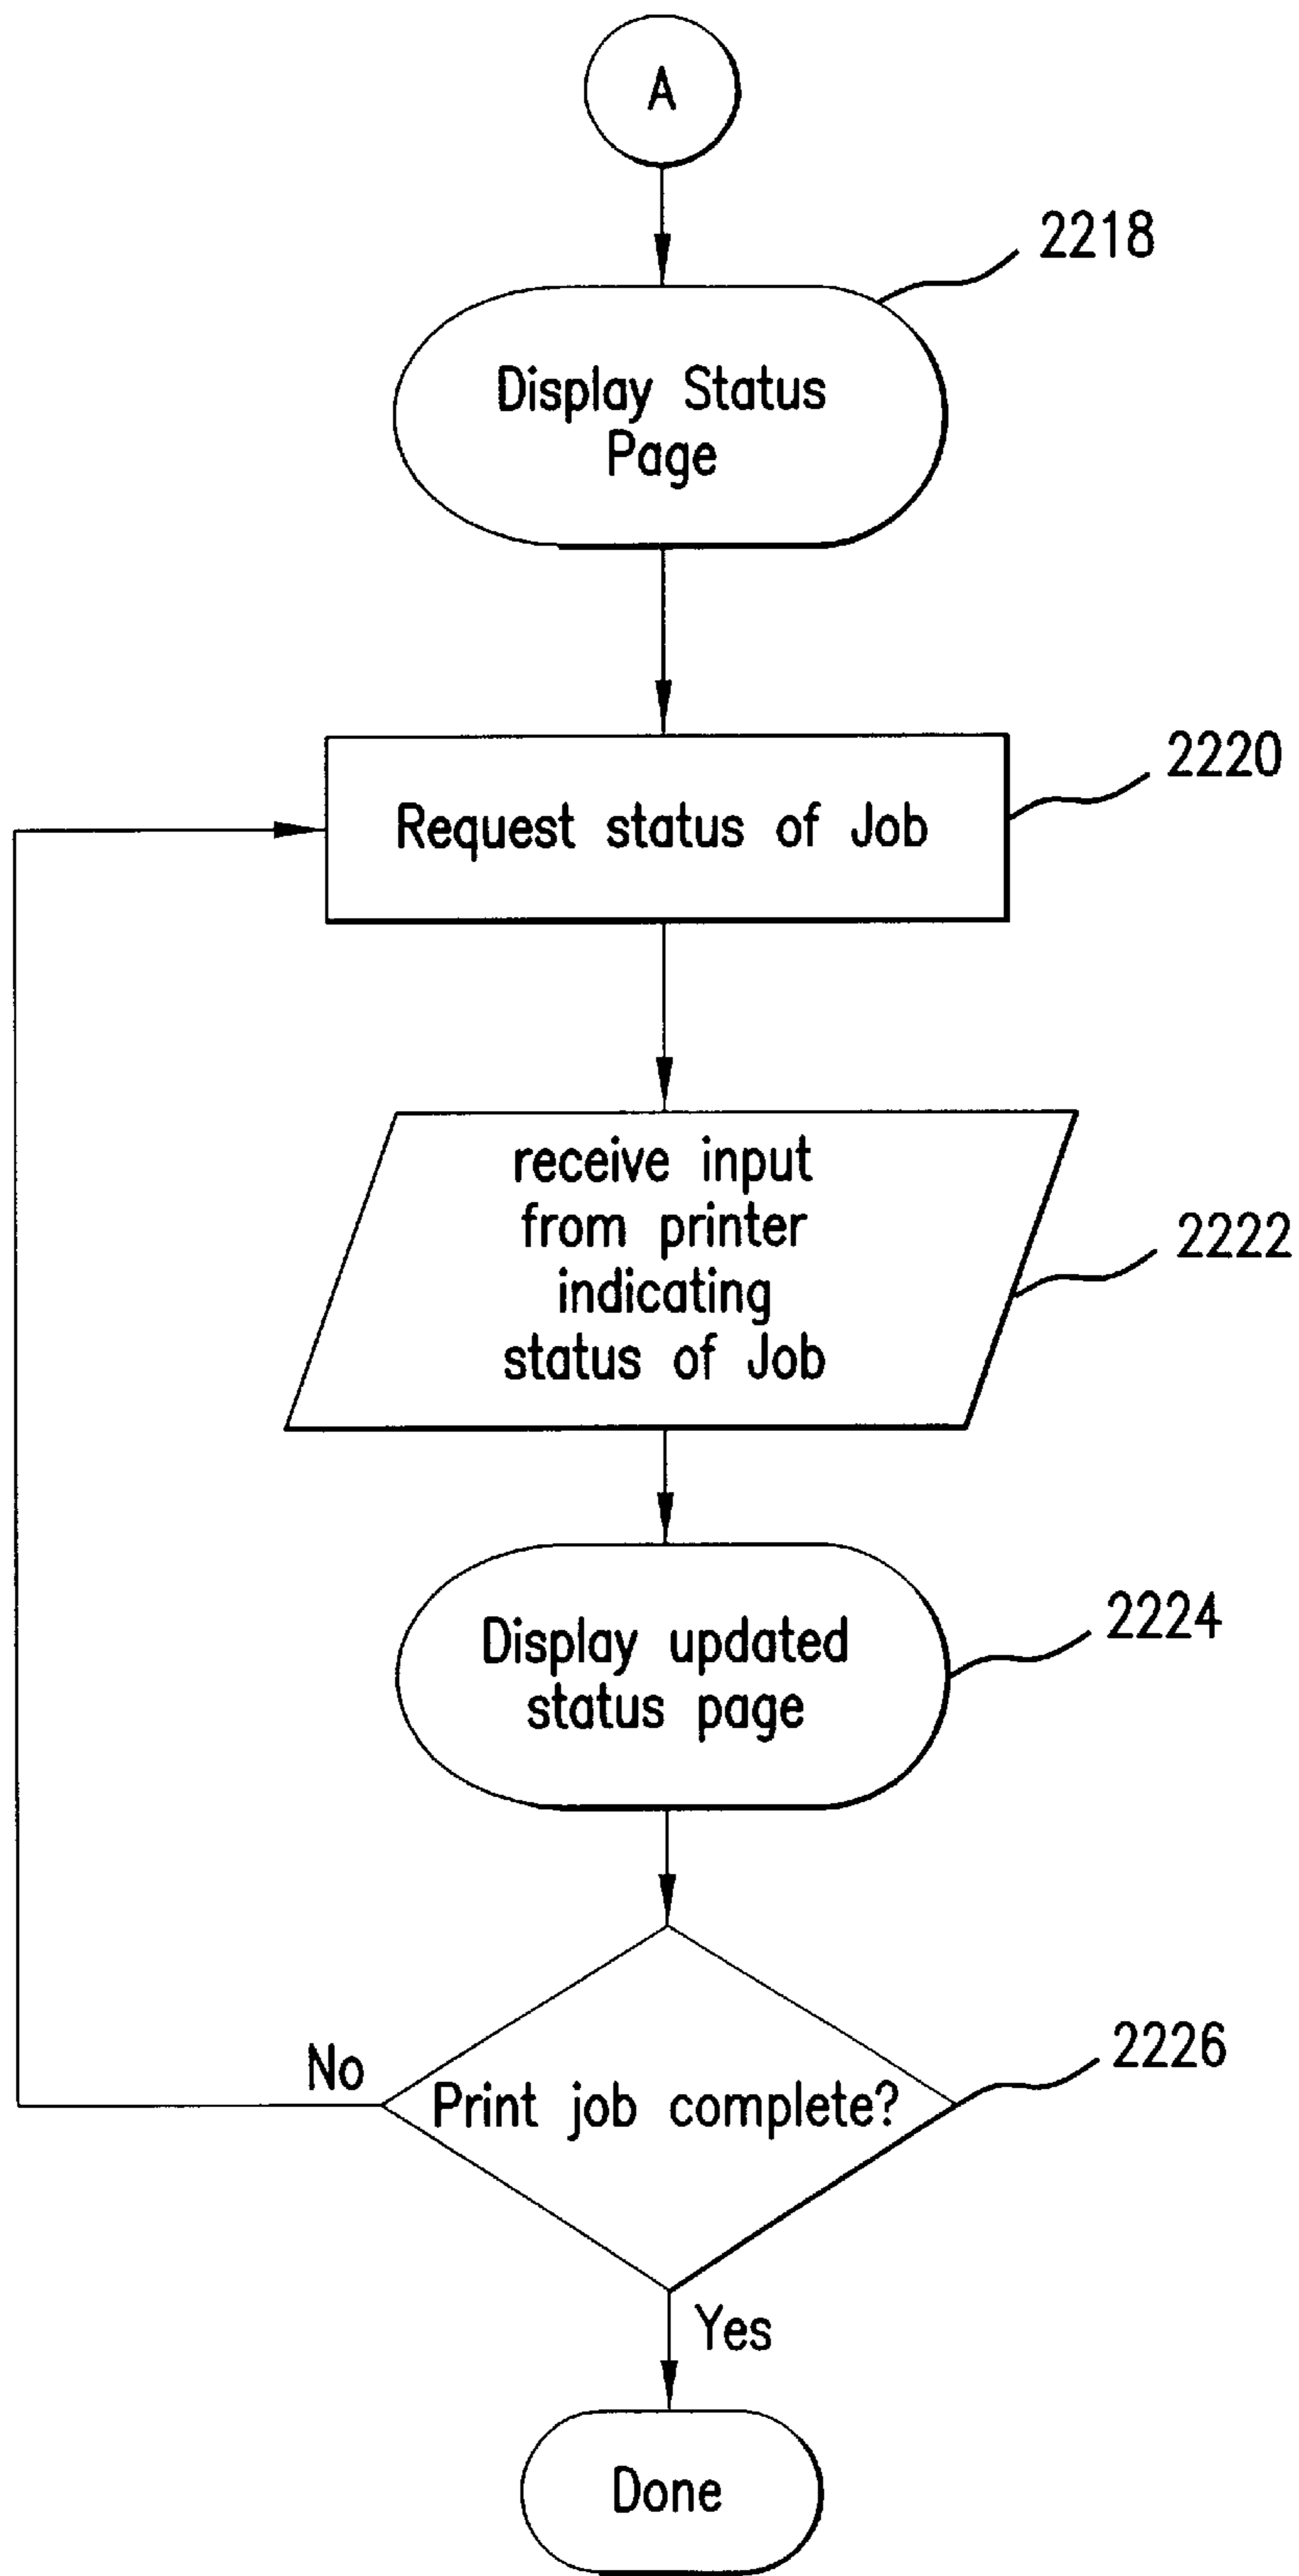 A
2218
Display Status
Page
2220
Request status of Job
receive input
from printer
indicating
status of Job
2222
2224
Display updated
status page
2226
No
Print job complete?
Yes
Done